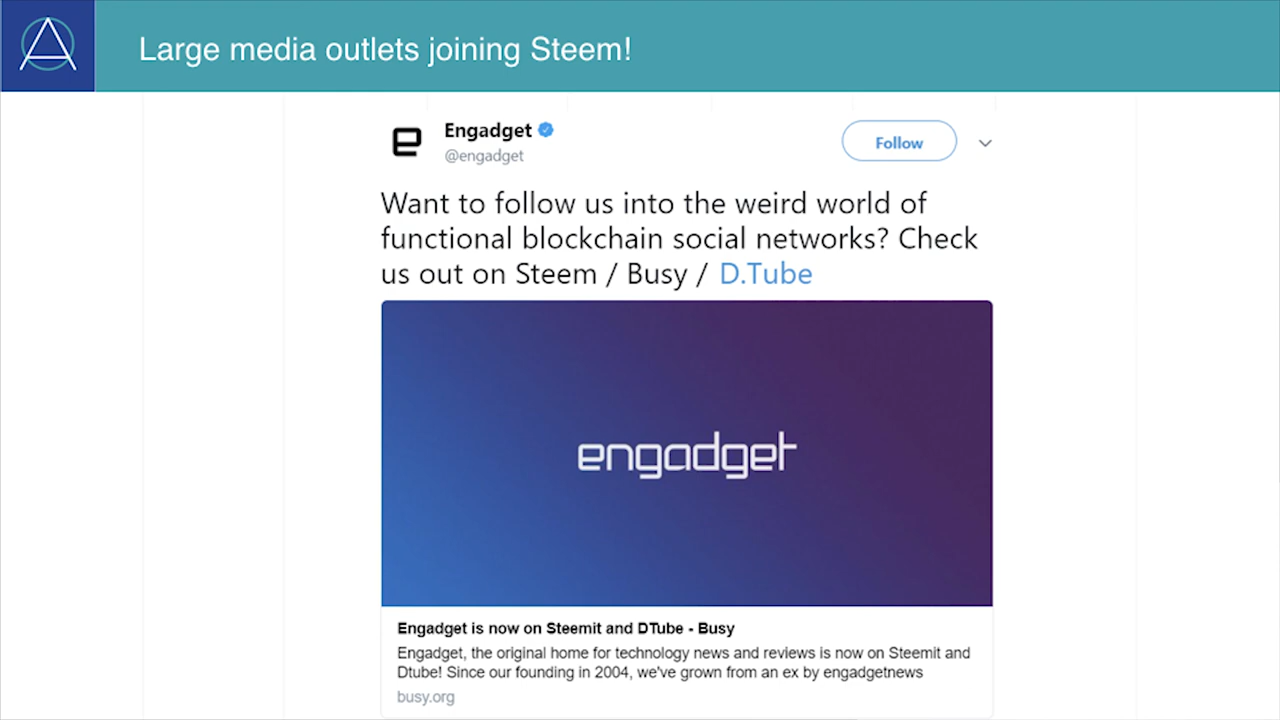 Large media outlets joining Steem!
Engadget
@engadget
Follow
Want to follow us into the weird world of
functional blockchain social networks? Check
us out on Steem / Busy / D.Tube
engadget
Engadget is now on Steemit and DTube - Busy
Engadget, the original home for technology news and reviews is now on Steemit and
Dtube! Since our founding in 2004, we've grown from an ex by engadgetnews
busy.org